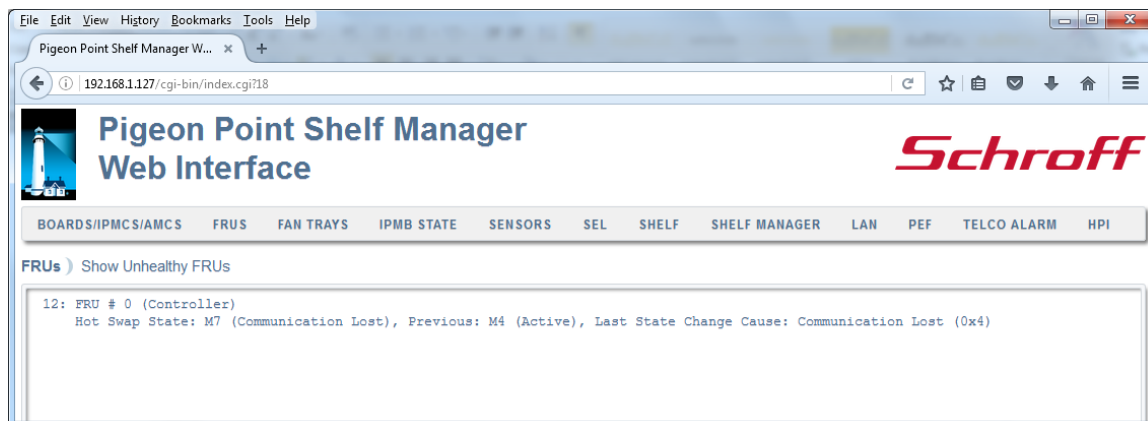 File Edit View History Bookmarks Tools Help
Pigeon Point Shelf Manager W...
192.168.1.127/cgi-bin/index.cgi?18
Pigeon Point Shelf Manager
Web Interface
Schroff
BOARDS/IPMCS/AMCS FRUS FAN TRAYS IPMB STATE SENSORS SEL SHELF SHELF MANAGER LAN PEF TELCO ALARM HPI
FRUs ) Show Unhealthy FRUs
12: FRU # 0 (Controller)
Hot Swap State: M7 (Communication Lost), Previous: M4 (Active), Last State Change Cause: Communication Lost (0x4)